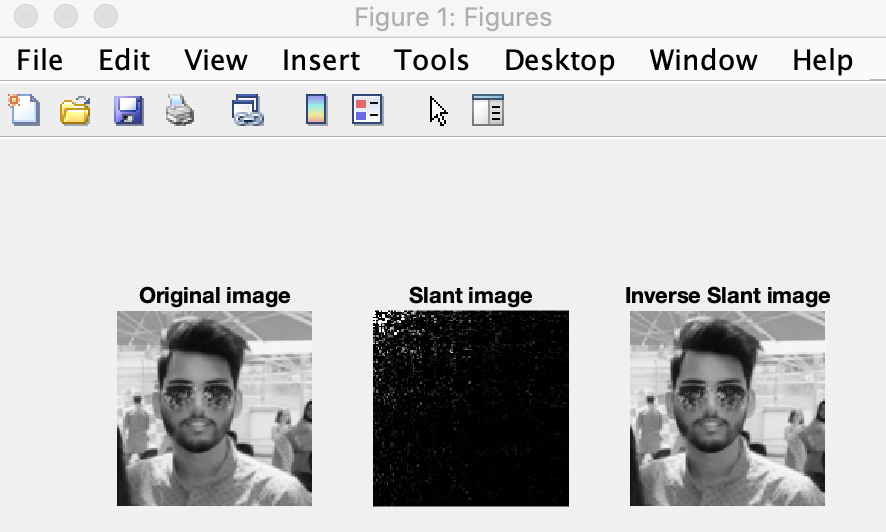 Figure 1: Figures
File Edit View Insert Tools Desktop Window Help
Original image Slant image Inverse Slant image